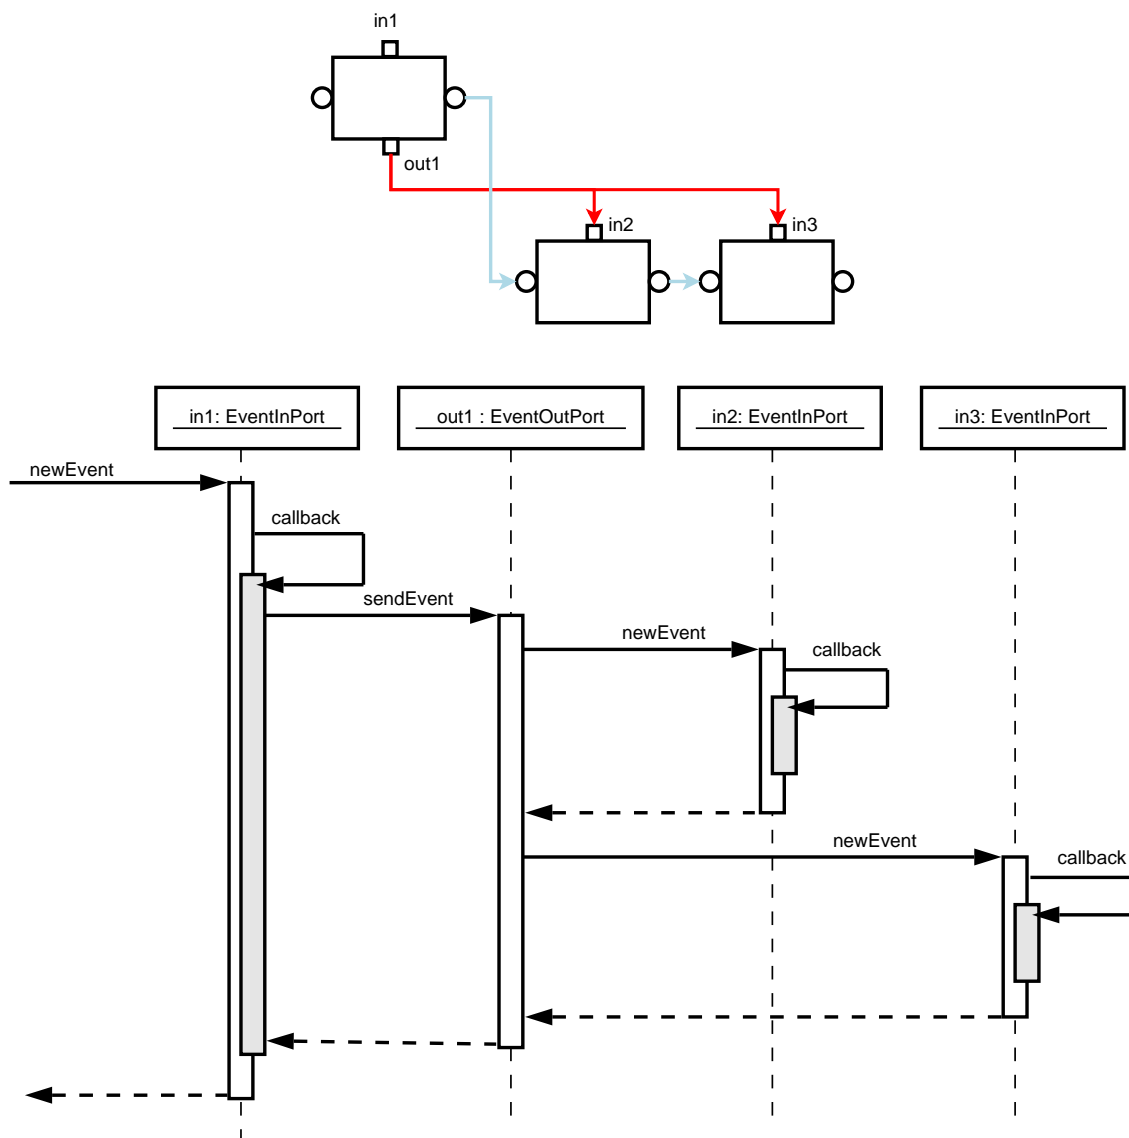 in1
out1
in2
in3
in1: EventInPort
out1 : EventOutPort
in2: EventInPort
in3: EventInPort
newEvent
callback
sendEvent
newEvent
callback
newEvent
callback